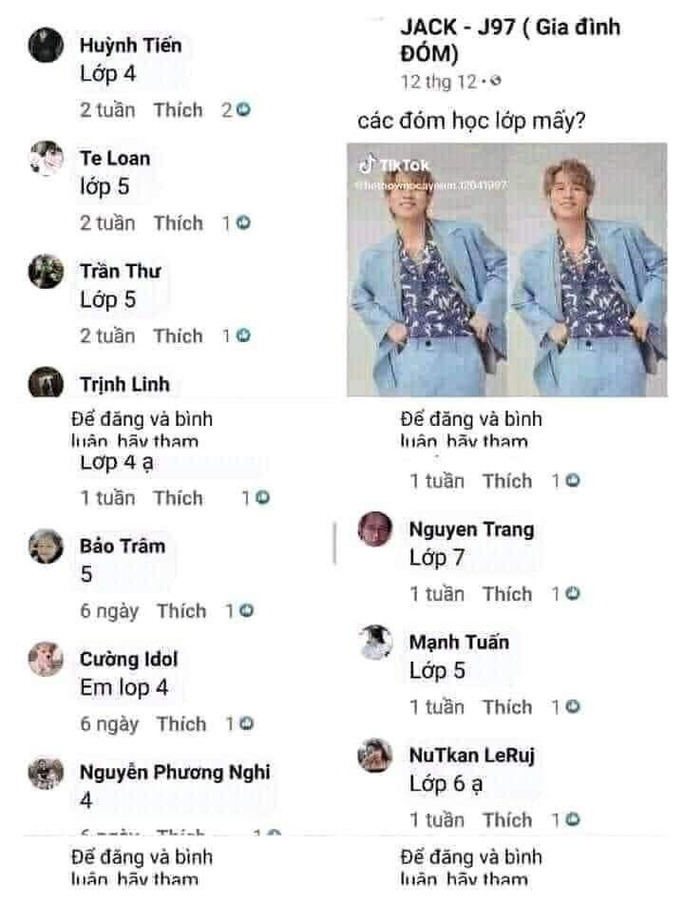 Huỳnh Tiến
Lớp 4
2 tuần Thích 2
Te Loan
lớp 5
2 tuần Thích 1
Trần Thư
Lớp 5
2 tuần Thích 1
Trịnh Linh
Để đăng và bình
luận, hãy tham
JACK - J97 ( Gia đình
ĐÓM)
12 thg 12 ·
các đóm học lớp mấy?
TikTok
Để đăng và bình
luận, hãy tham
Lớp 4 ạ
1 tuần Thích 1
Bảo Trâm
5
6 ngày Thích 1
Cường Idol
Em lop 4
6 ngày Thích 1
Nguyễn Phương Nghi
4
6 ngày Thích 1
Để đăng và bình
luận, hãy tham
1 tuần Thích 1
Nguyen Trang
Lớp 7
1 tuần Thích 1
Mạnh Tuấn
Lớp 5
1 tuần Thích 1
NuTkan LeRuj
Lớp 6 ạ
1 tuần Thích 1
Để đăng và bình
luận, hãy tham